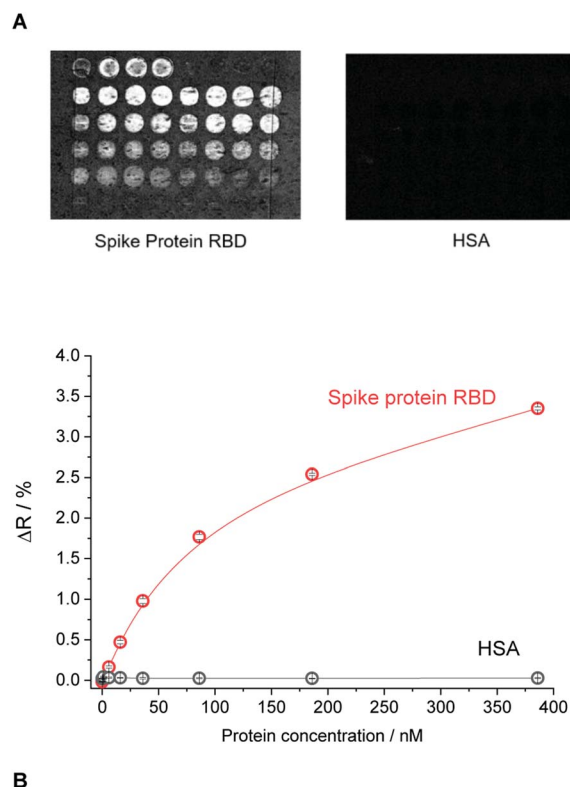 A
Spike Protein RBD
HSA
4.0
3.5
3.0
2.5
2.0
1.5
1.0
0.5
0.0
ΔR / %
Spike protein RBD
HSA
0
50
100
150
200
250
300
350
400
Protein concentration / nM
B